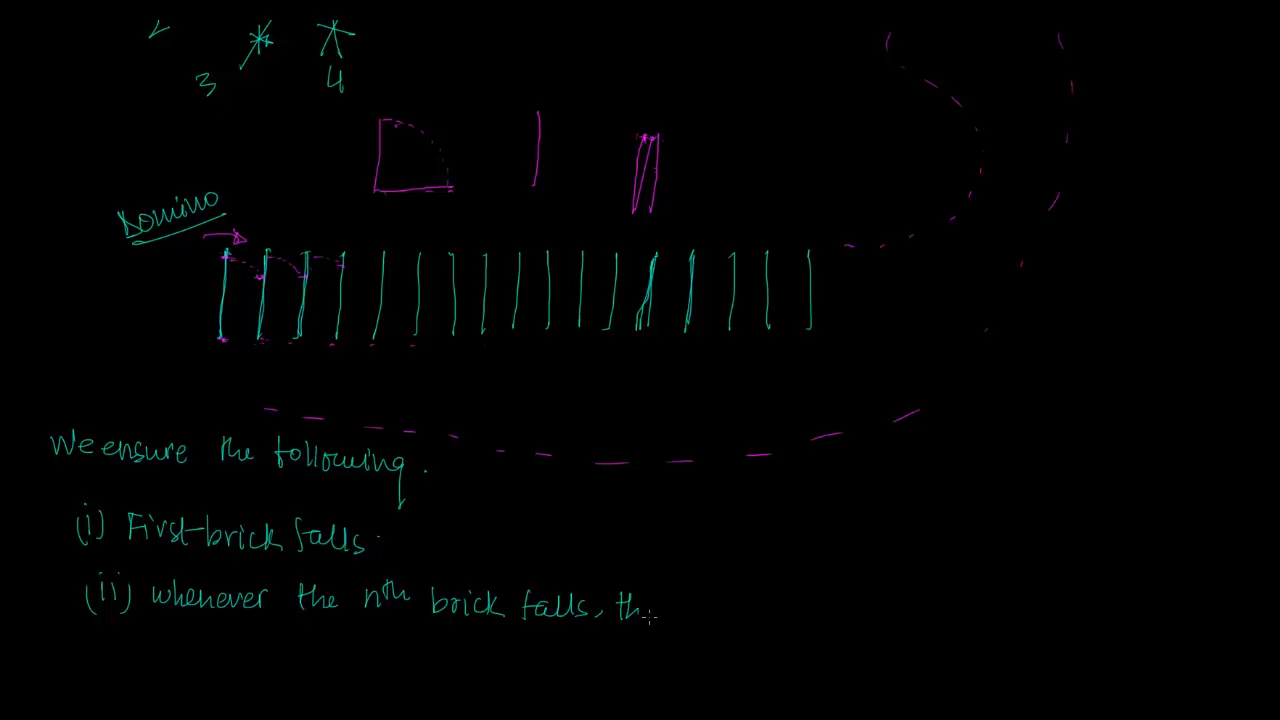 3
4
Domino
We ensure the following.
(i) First brick falls.
(ii) whenever the nth brick falls, th